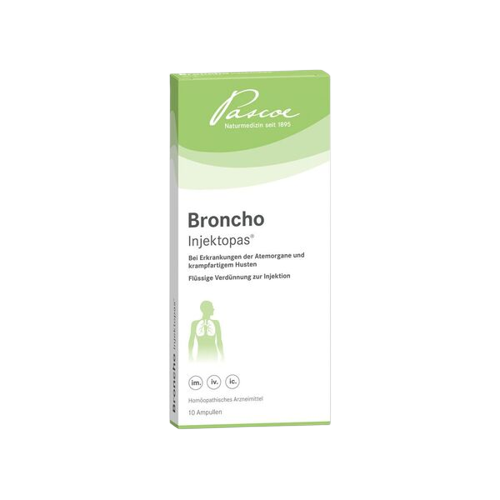 Pascoe
Naturmedizin seit 1895
Broncho
Injektopas®
Bei Erkrankungen der Atemorgane und
krampfartigem Husten
Flüssige Verdünnung zur Injektion
im. iv. ic.
Homöopathisches Arzneimittel
10 Ampullen
Broncho Injektopas®